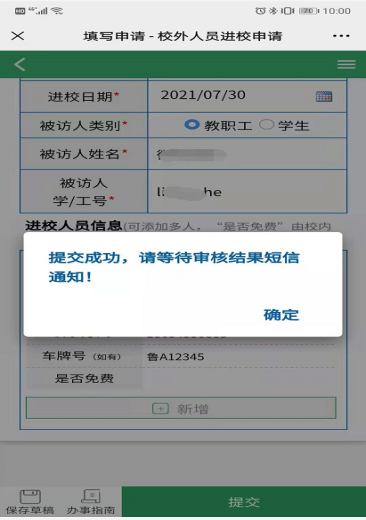 10:00
填写申请 - 校外人员进校申请
进校日期* 2021/07/30
被访人类别* 教职工 学生
被访人姓名*
被访人
学/工号* he
进校人员信息(可添加多人，“是否免费”由校内
提交成功，请等待审核结果短信
通知！
确定
车牌号（如有） 鲁A12345
是否免费
新增
保存草稿 办事指南 提交